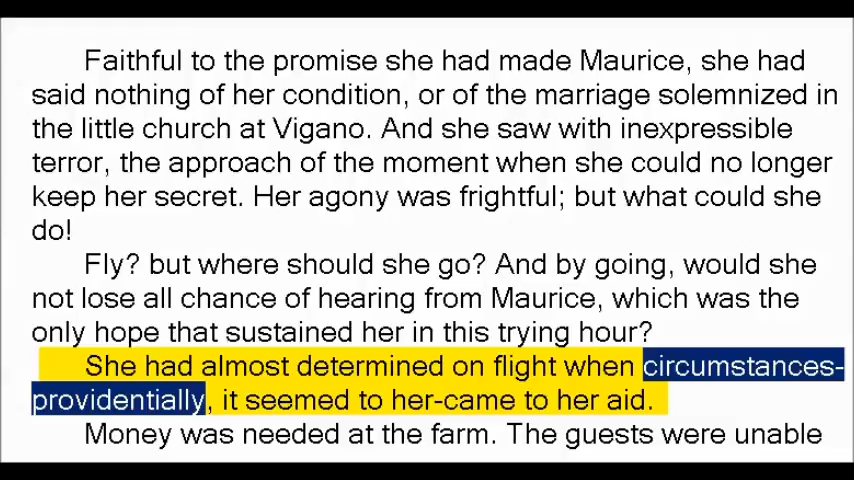 Faithful to the promise she had made Maurice, she had
said nothing of her condition, or of the marriage solemnized in
the little church at Vigano. And she saw with inexpressible
terror, the approach of the moment when she could no longer
keep her secret. Her agony was frightful; but what could she
do!
Fly? but where should she go? And by going, would she
not lose all chance of hearing from Maurice, which was the
only hope that sustained her in this trying hour?
She had almost determined on flight when circumstances-
providentially, it seemed to her-came to her aid.
Money was needed at the farm. The guests were unable